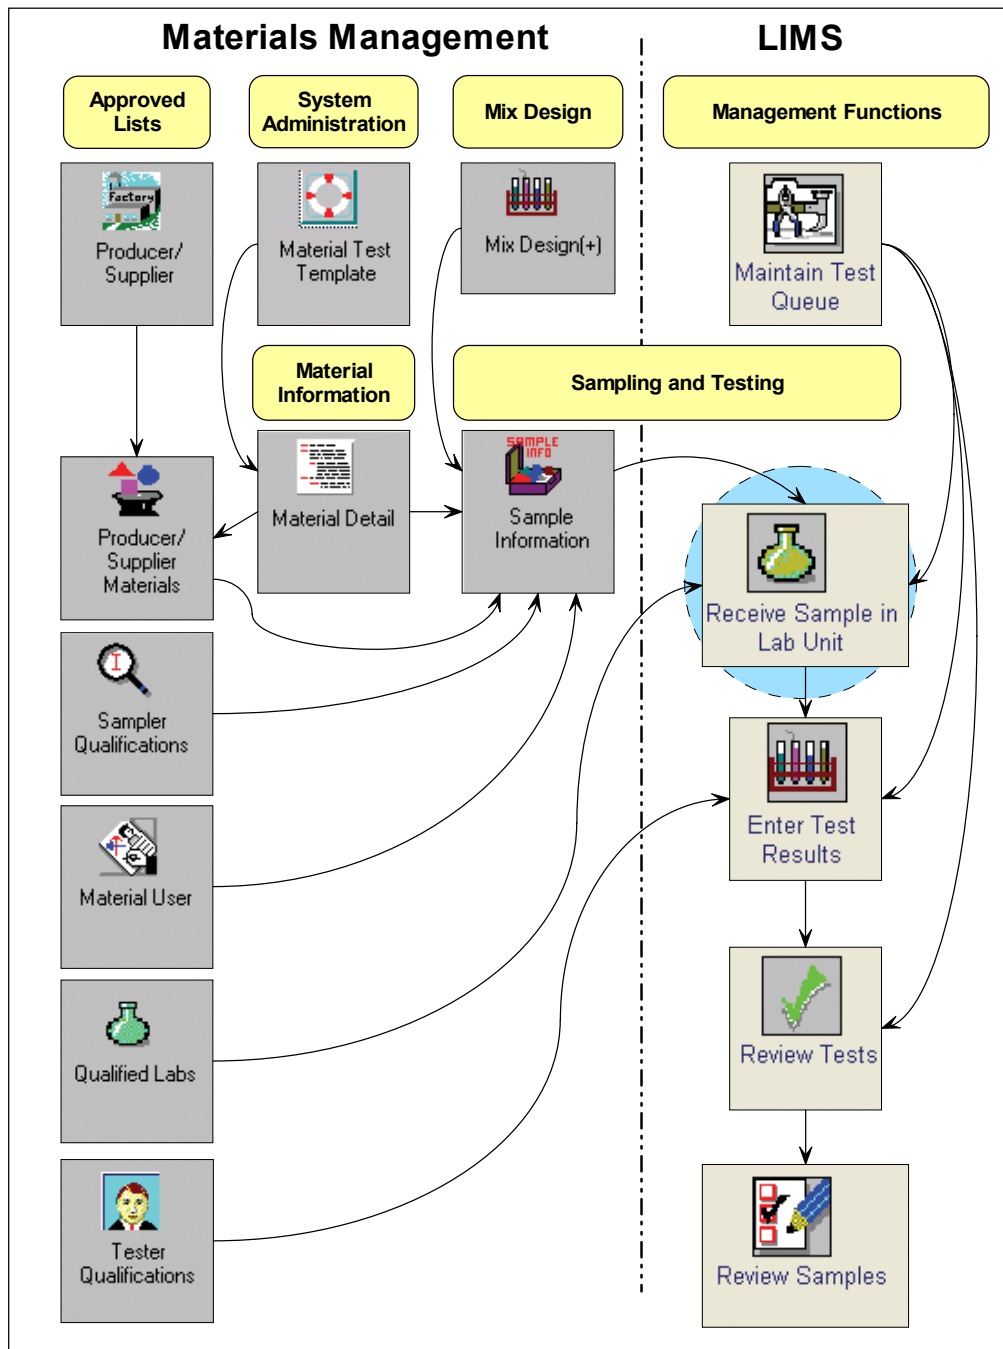 Materials Management
LIMS
Approved
Lists
System
Administration
Mix Design
Management Functions
Factory
Producer/
Supplier
Material Test
Template
Mix Design(+)
Maintain Test
Queue
Material
Information
Sampling and Testing
Producer/
Supplier
Materials
Material Detail
SAMPLE
INFO
Sample
Information
Receive Sample in
Lab Unit
I
Sampler
Qualifications
Enter Test
Results
Material User
Qualified Labs
Review Tests
Tester
Qualifications
Review Samples